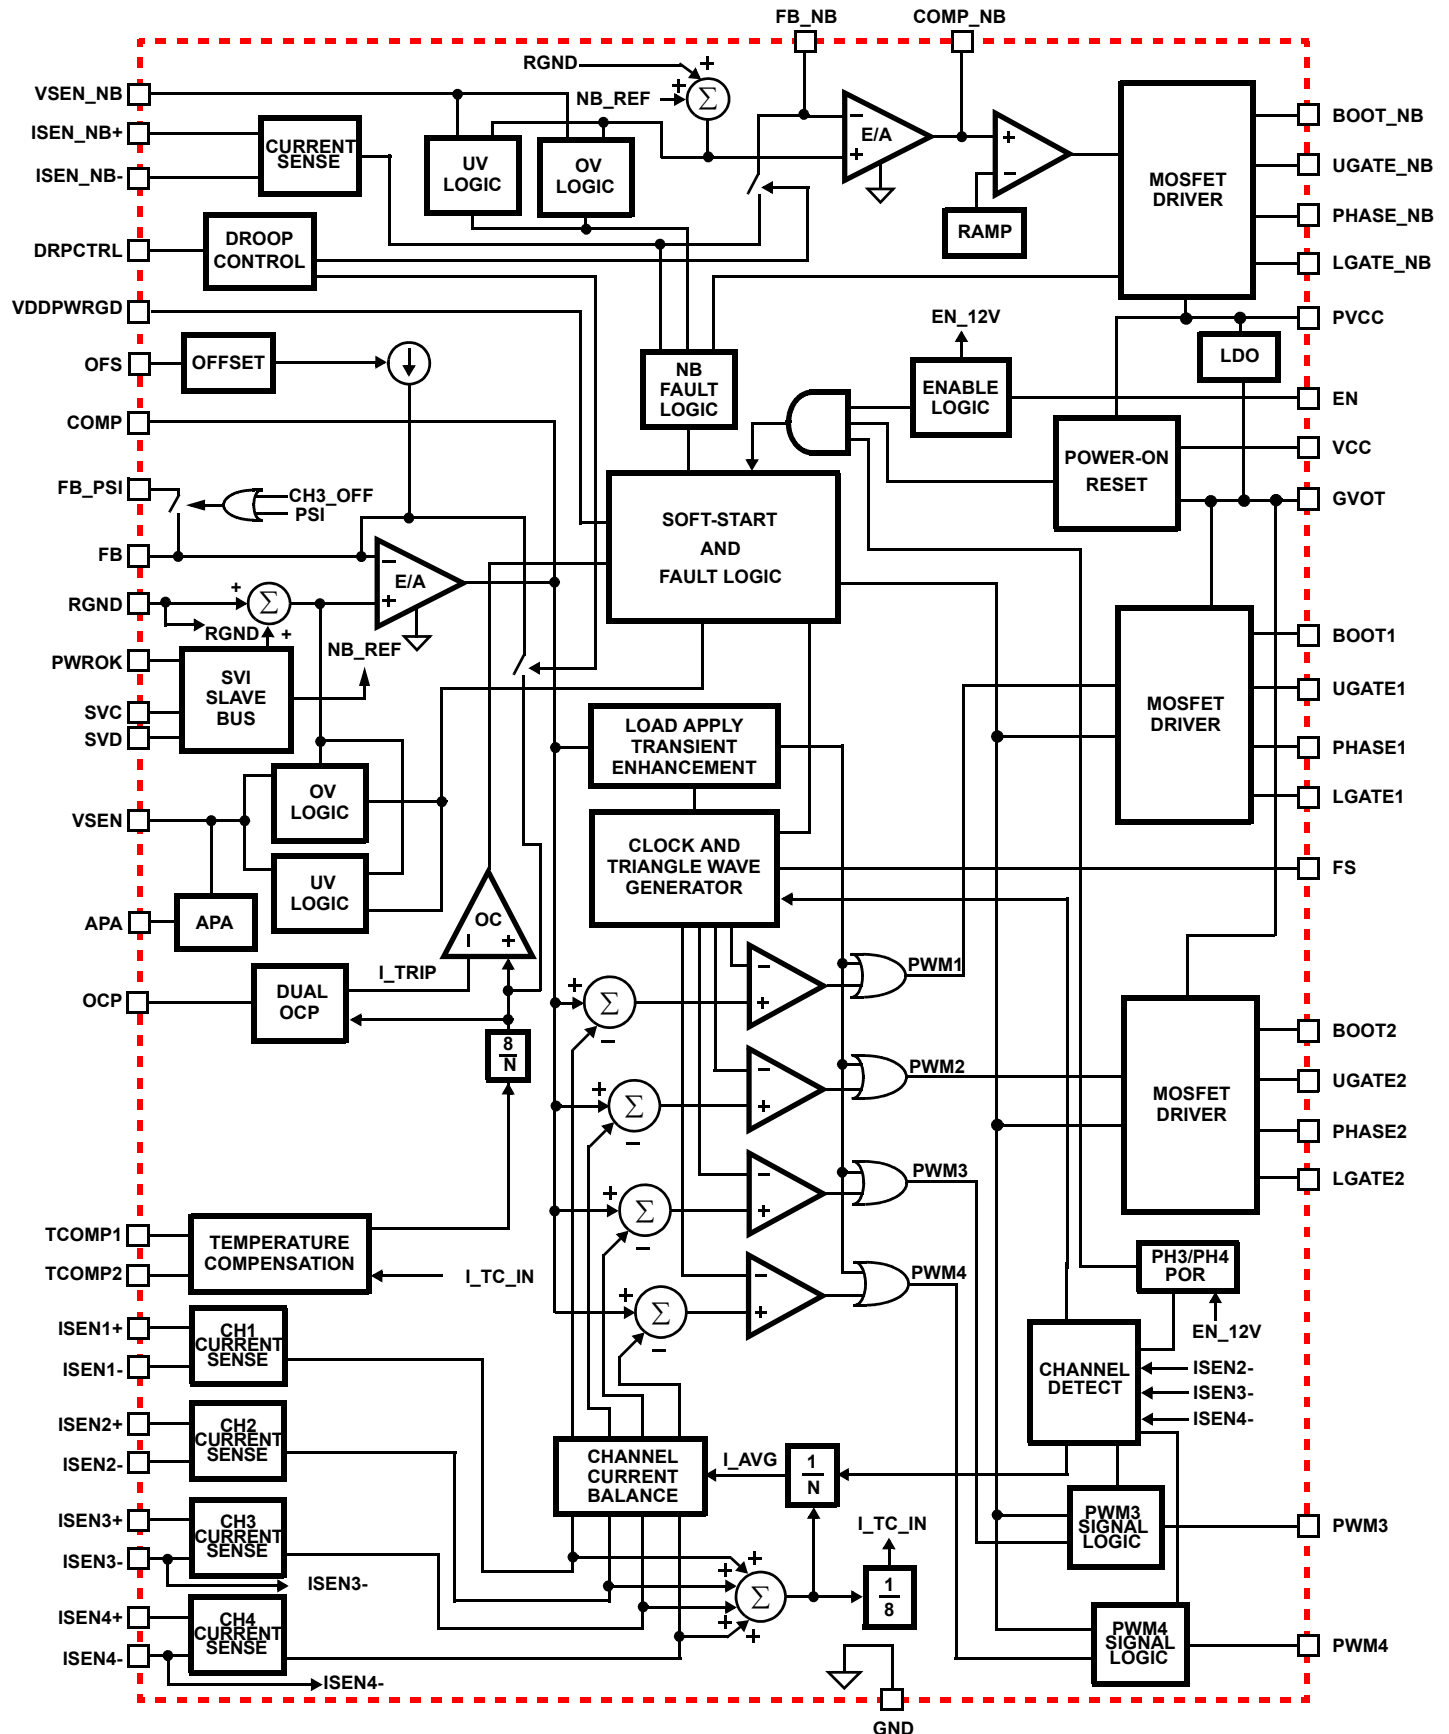 FB_NB
COMP_NB
RGND
+
VSEN_NB
+
NB_REF
Σ
ISEN_NB+
CURRENT
SENSE
ISEN_NB-
UV
LOGIC
OV
LOGIC
−
E/A
+
+
−
RAMP
MOSFET
DRIVER
BOOT_NB
UGATE_NB
PHASE_NB
LGATE_NB
DRPCTRL
DROOP
CONTROL
VDDPWRGD
EN_12V
PVCC
LDO
OFS
OFFSET
NB
FAULT
LOGIC
ENABLE
LOGIC
EN
COMP
VCC
POWER-ON
RESET
GVOT
FB_PSI
CH3_OFF
PSI
SOFT-START
AND
FAULT LOGIC
FB
−
E/A
+
RGND
+
Σ
RGND
+
NB_REF
PWROK
SVI
SLAVE
BUS
SVC
SVD
MOSFET
DRIVER
BOOT1
UGATE1
PHASE1
LGATE1
LOAD APPLY
TRANSIENT
ENHANCEMENT
OV
LOGIC
VSEN
CLOCK AND
TRIANGLE WAVE
GENERATOR
FS
UV
LOGIC
APA
APA
OC
−
+
I_TRIP
OCP
DUAL
OCP
8
N
+
Σ
−
−
+
PWM1
+
Σ
−
−
+
PWM2
MOSFET
DRIVER
BOOT2
UGATE2
PHASE2
LGATE2
+
Σ
−
−
+
PWM3
TCOMP1
TEMPERATURE
COMPENSATION
TCOMP2
I_TC_IN
+
Σ
−
−
+
PWM4
PH3/PH4
POR
EN_12V
ISEN1+
CH1
CURRENT
SENSE
ISEN1-
CHANNEL
DETECT
ISEN2-
ISEN3-
ISEN4-
ISEN2+
CH2
CURRENT
SENSE
ISEN2-
CHANNEL
CURRENT
BALANCE
I_AVG
1
N
ISEN3+
CH3
CURRENT
SENSE
ISEN3-
ISEN3-
I_TC_IN
PWM3
SIGNAL
LOGIC
PWM3
+
+
+
+
Σ
1
8
ISEN4+
CH4
CURRENT
SENSE
ISEN4-
ISEN4-
PWM4
SIGNAL
LOGIC
PWM4
GND